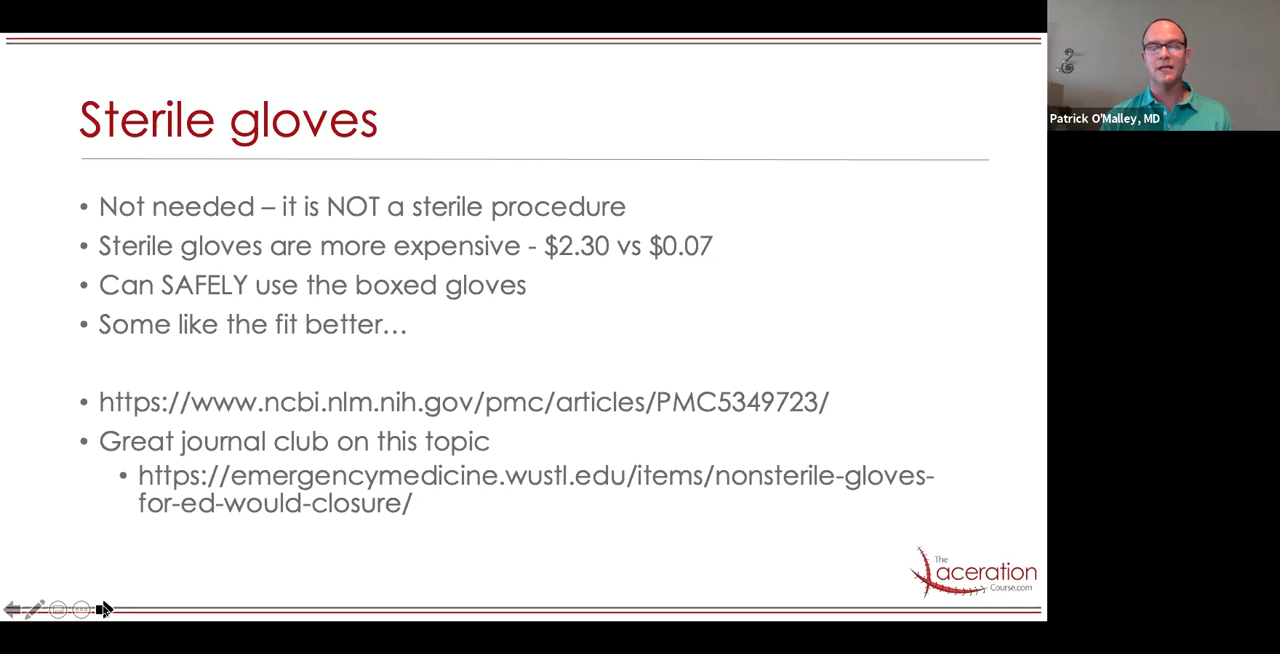 Sterile gloves
• Not needed – it is NOT a sterile procedure
• Sterile gloves are more expensive - $2.30 vs $0.07
• Can SAFELY use the boxed gloves
• Some like the fit better…
• https://www.ncbi.nlm.nih.gov/pmc/articles/PMC5349723/
• Great journal club on this topic
• https://emergencymedicine.wustl.edu/items/nonsterile-gloves-
for-ed-would-closure/
The
Laceration
Course.com
Patrick O'Malley, MD